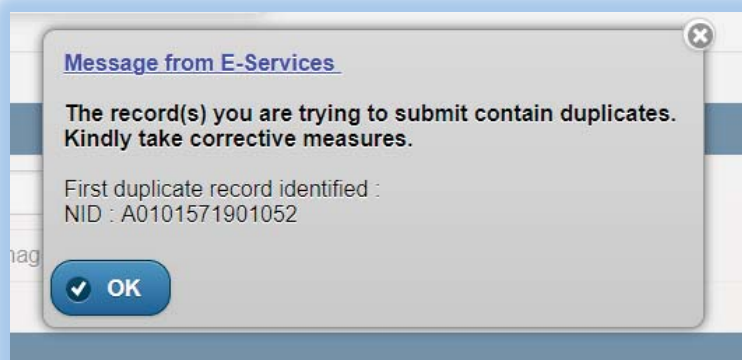 Message from E-Services
The record(s) you are trying to submit contain duplicates.
Kindly take corrective measures.
First duplicate record identified :
NID : A0101571901052
nag
OK